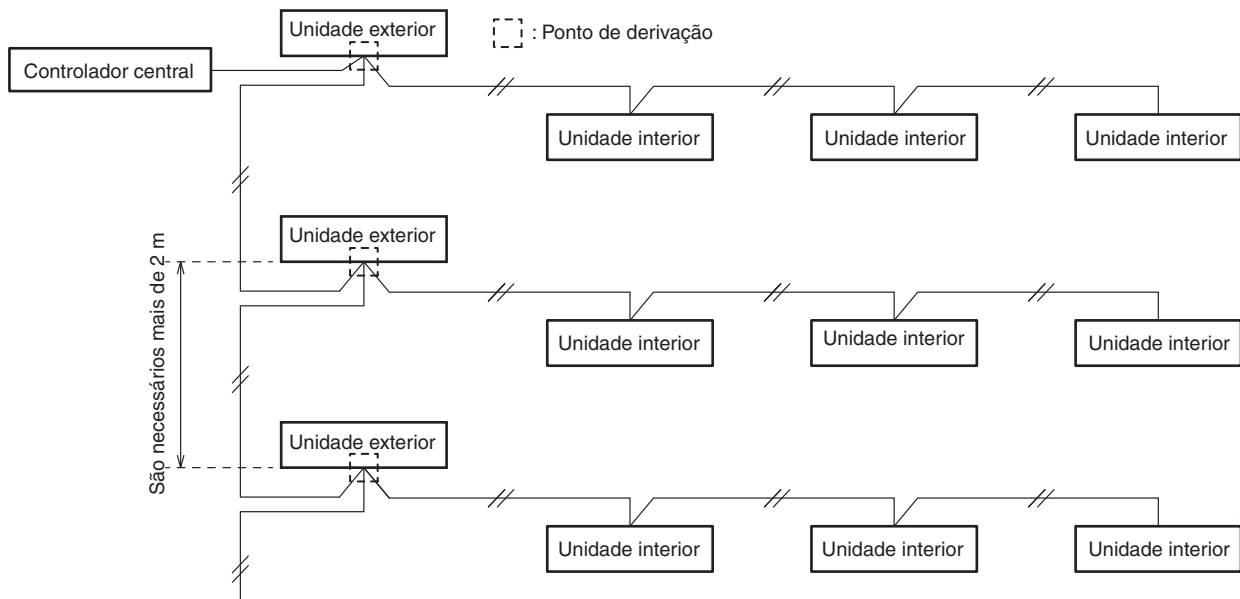 Unidade exterior
: Ponto de derivação
Controlador central
Unidade interior
Unidade interior
Unidade interior
Unidade exterior
São necessários mais de 2 m
Unidade interior
Unidade interior
Unidade interior
Unidade exterior
Unidade interior
Unidade interior
Unidade interior